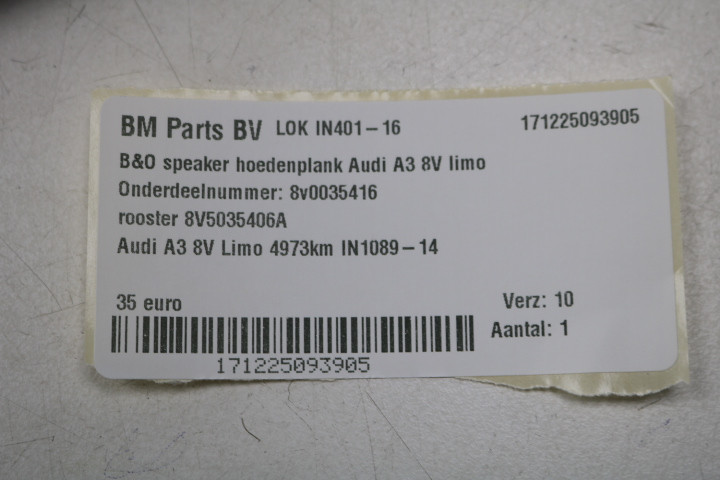 BM Parts BV LOK IN401-16 171225093905
B&O speaker hoedenplank Audi A3 8V limo
Onderdeelnummer: 8v0035416
rooster 8V5035406A
Audi A3 8V Limo 4973km IN1089-14
35 euro Verz: 10
Aantal: 1
171225093905